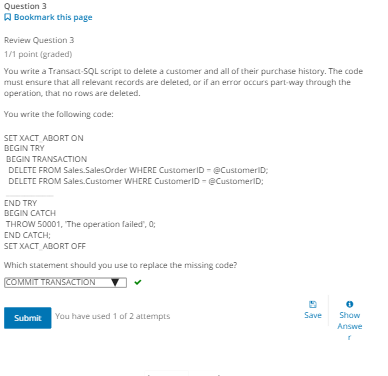 Question 3
Bookmark this page
Review Question 3
1/1 point (graded)
You write a Transact-SQL script to delete a customer and all of their purchase history. The code
must ensure that all relevant records are deleted, or if an error occurs part-way through the
operation, that no rows are deleted.
You write the following code:
SET XACT_ABORT ON
BEGIN TRY
BEGIN TRANSACTION
DELETE FROM Sales.SalesOrder WHERE CustomerID = @CustomerID;
DELETE FROM Sales.Customer WHERE CustomerID = @CustomerID;
____________
END TRY
BEGIN CATCH
THROW 50001, 'The operation failed', 0;
END CATCH;
SET XACT_ABORT OFF
Which statement should you use to replace the missing code?
COMMIT TRANSACTION
Submit You have used 1 of 2 attempts
Save Show
Answe
r